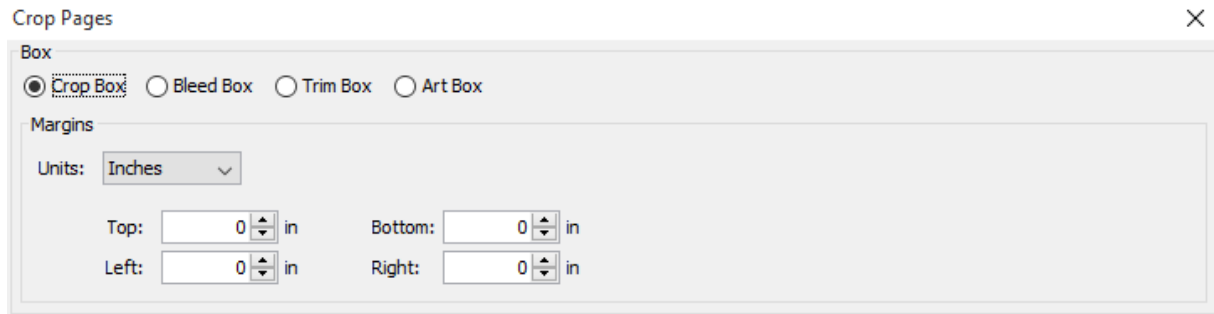 Crop Pages
Box
Crop Box Bleed Box Trim Box Art Box
Margins
Units: Inches
Top: 0 in Bottom: 0 in
Left: 0 in Right: 0 in